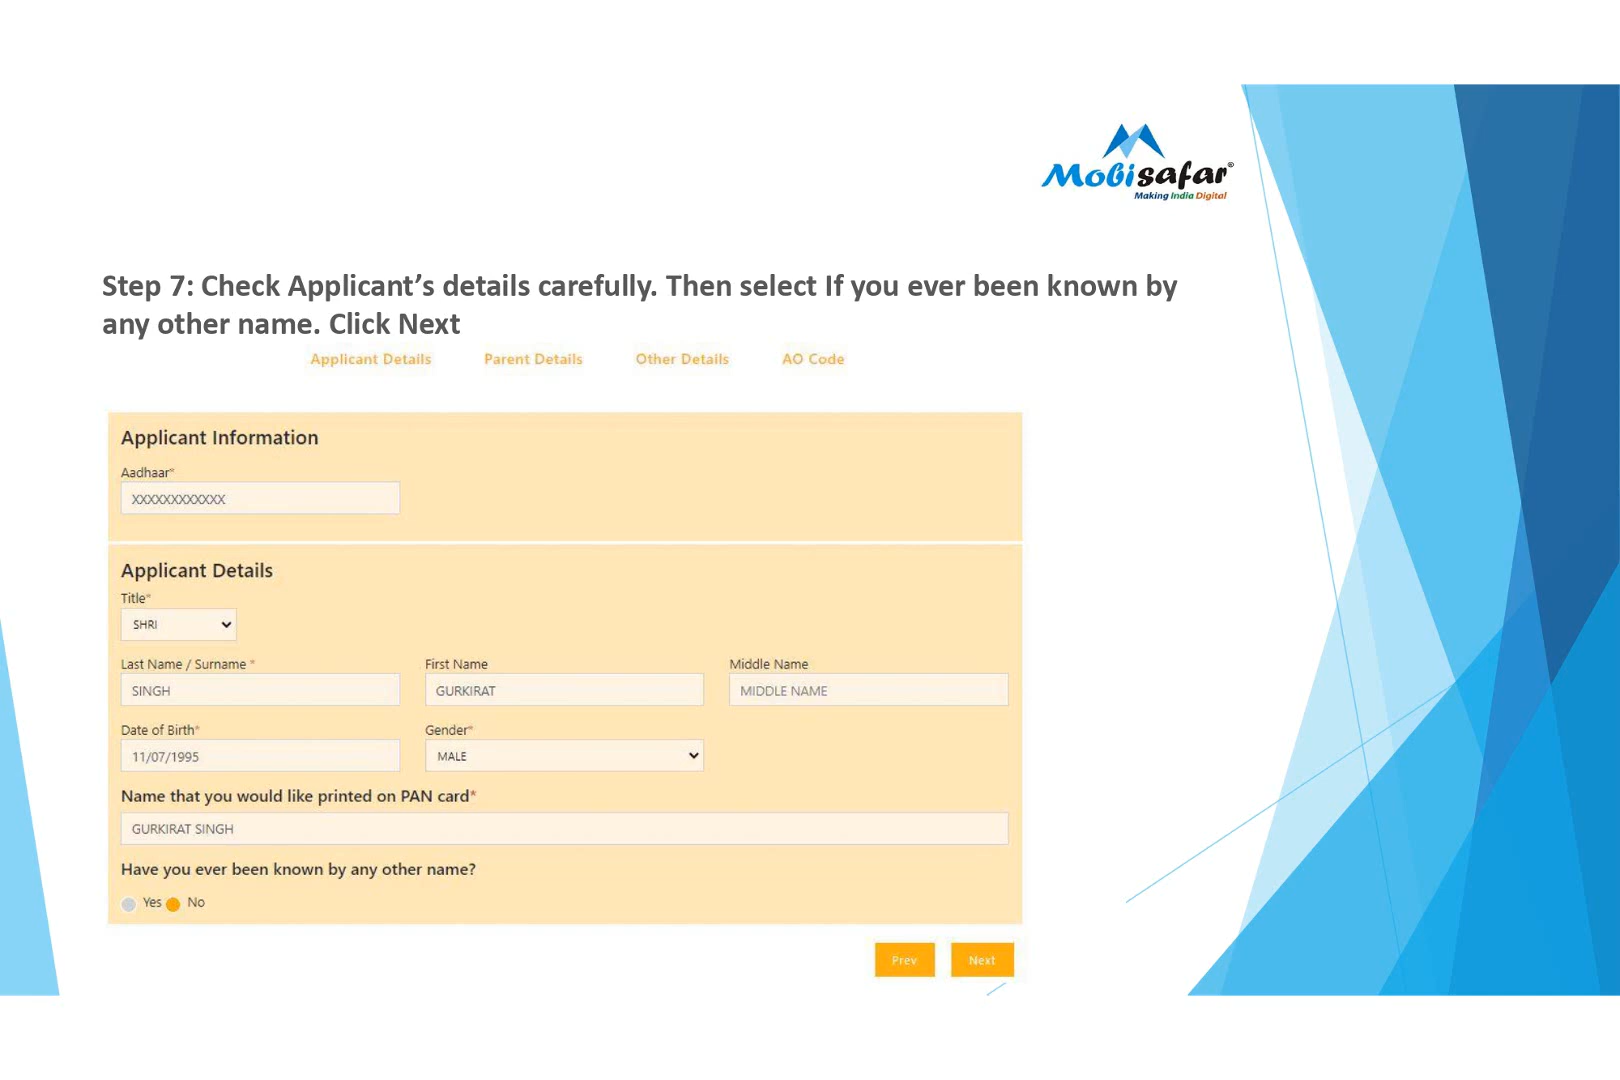 Mobisafar®
Making India Digital
Step 7: Check Applicant’s details carefully. Then select If you ever been known by
any other name. Click Next
Applicant Details Parent Details Other Details AO Code
Applicant Information
Aadhaar*
XXXXXXXXXXXX
Applicant Details
Title*
SHRI
Last Name / Surname * First Name Middle Name
SINGH GURKIRAT MIDDLE NAME
Date of Birth* Gender*
11/07/1995 MALE
Name that you would like printed on PAN card*
GURKIRAT SINGH
Have you ever been known by any other name?
Yes No
Prev Next